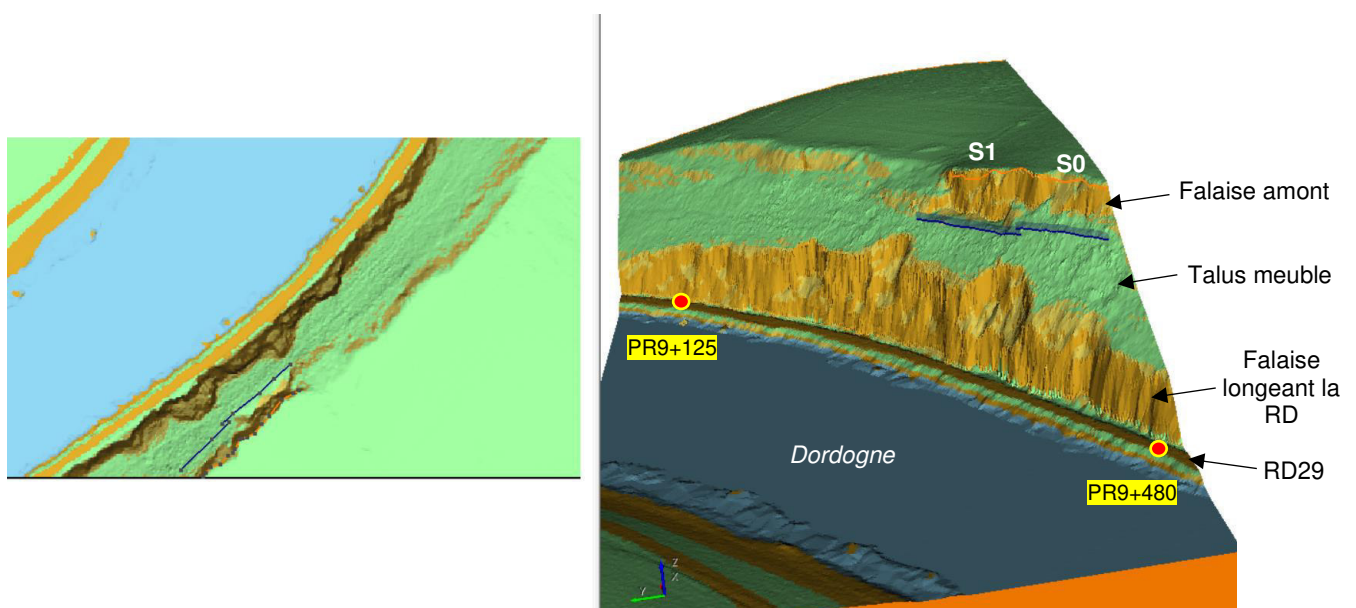 S1
S0
Falaise amont
Talus meuble
PR9+125
Falaise
longeant la
RD
Dordogne
PR9+480
RD29
Z
X
Y